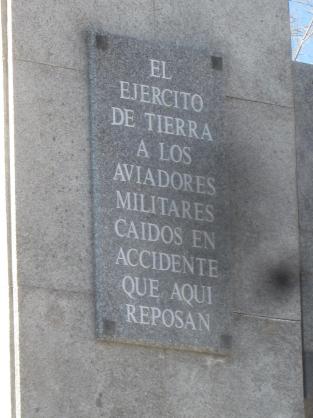 EL
EJERCITO
DE TIERRA
A LOS
AVIADORES
MILITARES
CAIDOS EN
ACCIDENTE
QUE AQUI
REPOSAN